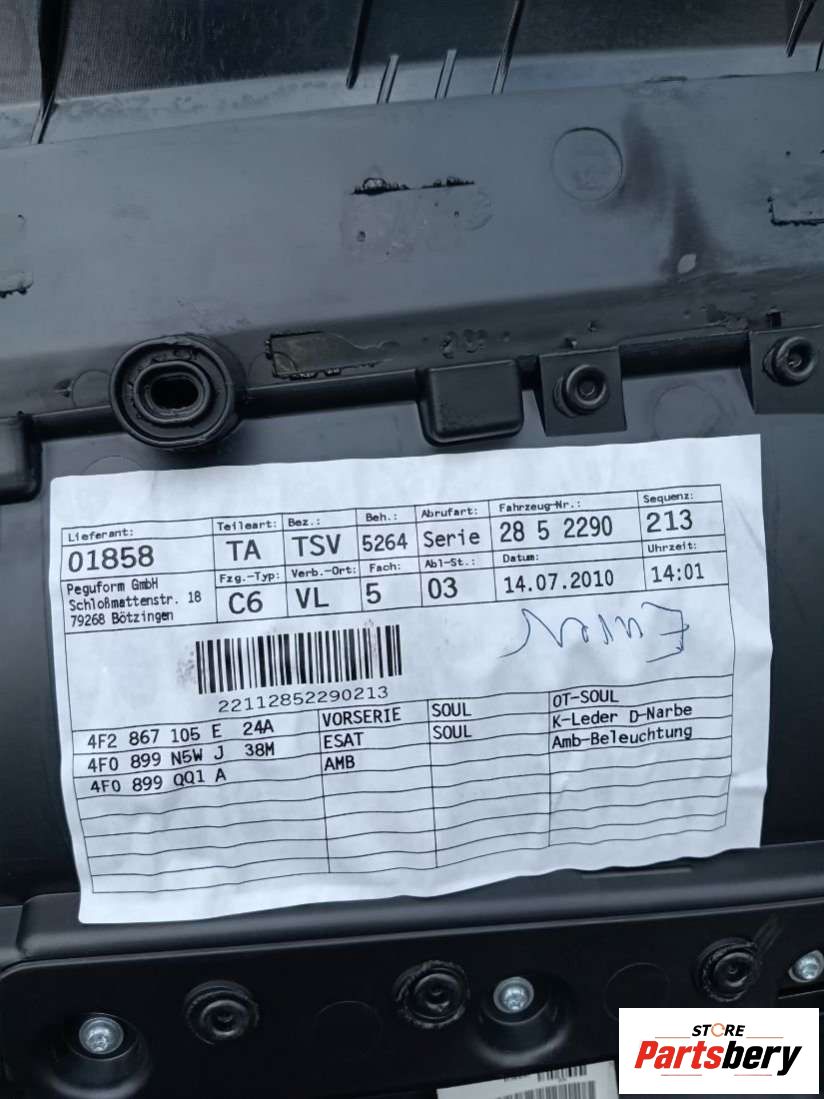 Lieferant: Teileart: Bez.: Beh.: Abrufart: Fahrzeug-Nr.: Sequenz:
01858 TA TSV 5264 Serie 28 5 2290 213
Peguform GmbH Fzg.-Typ: Verb.-Ort: Fach: Abl-St.: Datum: Uhrzeit:
Schloßmattenstr. 18 C6 VL 5 03 14.07.2010 14:01
79268 Bötzingen
22112852290213
4F2 867 105 E 24A VORSERIE SOUL OT-SOUL
4F0 899 N5W J 38M ESAT SOUL K-Leder D-Narbe
4F0 899 QQ1 A AMB Amb-Beleuchtung
STORE
Partsbery